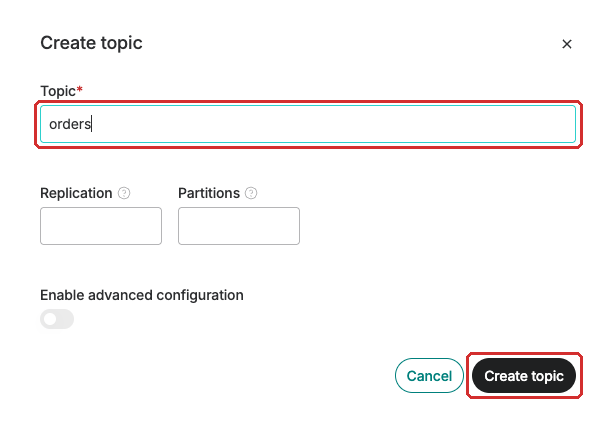 Create topic
Topic*
orders
Replication
Partitions
Enable advanced configuration
Cancel
Create topic